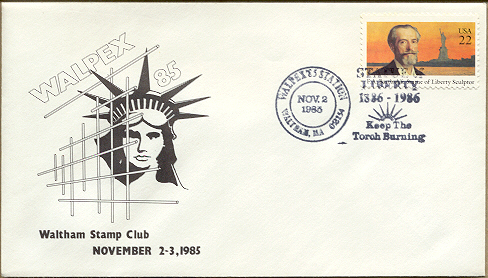 WALPEX 85
Waltham Stamp Club
NOVEMBER 2-3, 1985
USA
22
of Liberty Sculptor
WALPEX STATION
NOV. 2
1985
WALTHAM, MA 02154
STATUE OF
LIBERTY
1886 - 1986
Keep The
Torch Burning